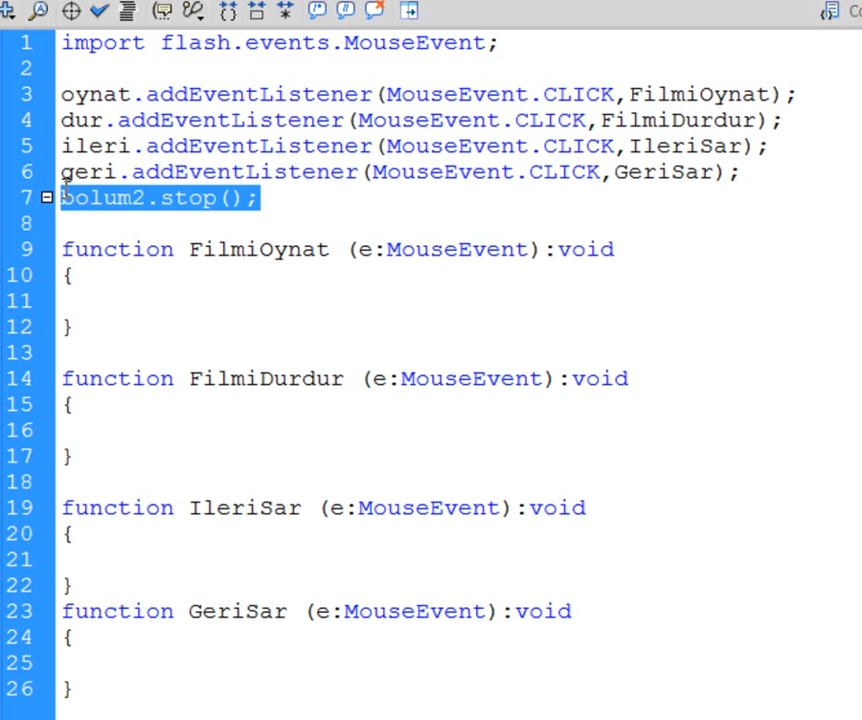 1 import flash.events.MouseEvent;
2
3 oynat.addEventListener(MouseEvent.CLICK,FilmiOynat);
4 dur.addEventListener(MouseEvent.CLICK,FilmiDurdur);
5 ileri.addEventListener(MouseEvent.CLICK,IleriSar);
6 geri.addEventListener(MouseEvent.CLICK,GeriSar);
7 bolum2.stop();
8
9 function FilmiOynat (e:MouseEvent):void
10 {
11
12 }
13
14 function FilmiDurdur (e:MouseEvent):void
15 {
16
17 }
18
19 function IleriSar (e:MouseEvent):void
20 {
21
22 }
23 function GeriSar (e:MouseEvent):void
24 {
25
26 }